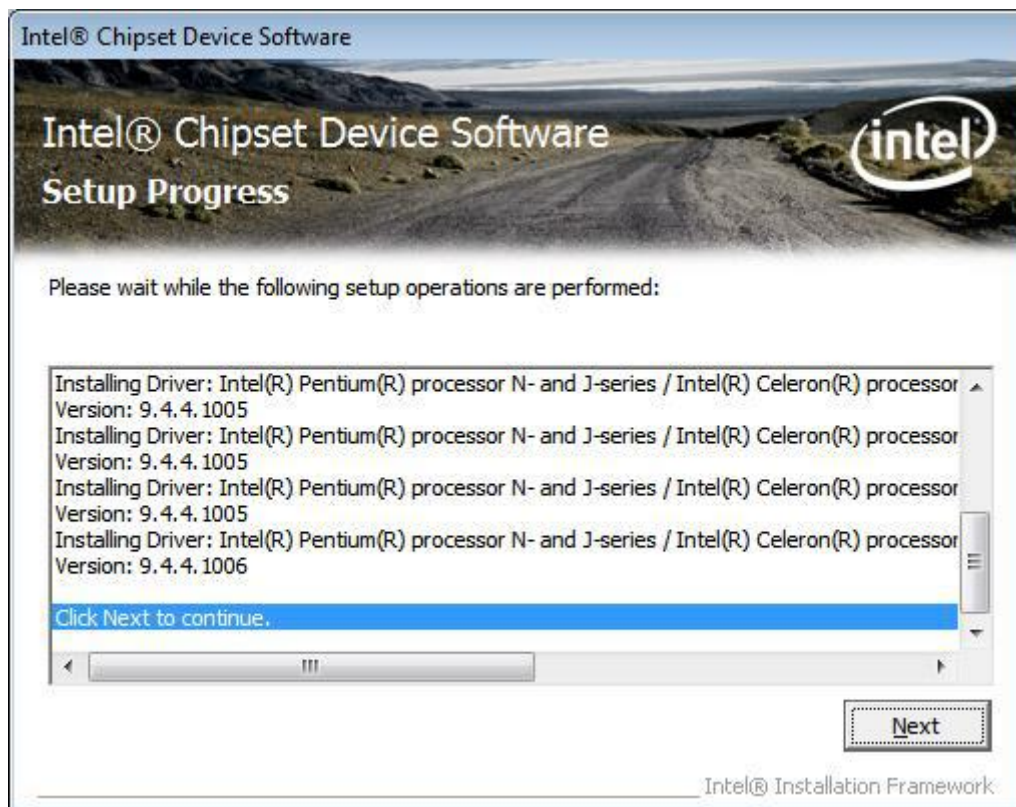 Intel® Chipset Device Software
Intel® Chipset Device Software
intel
Setup Progress
Please wait while the following setup operations are performed:
Installing Driver: Intel(R) Pentium(R) processor N- and J-series / Intel(R) Celeron(R) processor
Version: 9.4.4.1005
Installing Driver: Intel(R) Pentium(R) processor N- and J-series / Intel(R) Celeron(R) processor
Version: 9.4.4.1005
Installing Driver: Intel(R) Pentium(R) processor N- and J-series / Intel(R) Celeron(R) processor
Version: 9.4.4.1005
Installing Driver: Intel(R) Pentium(R) processor N- and J-series / Intel(R) Celeron(R) processor
Version: 9.4.4.1006
Click Next to continue.
Next
Intel® Installation Framework